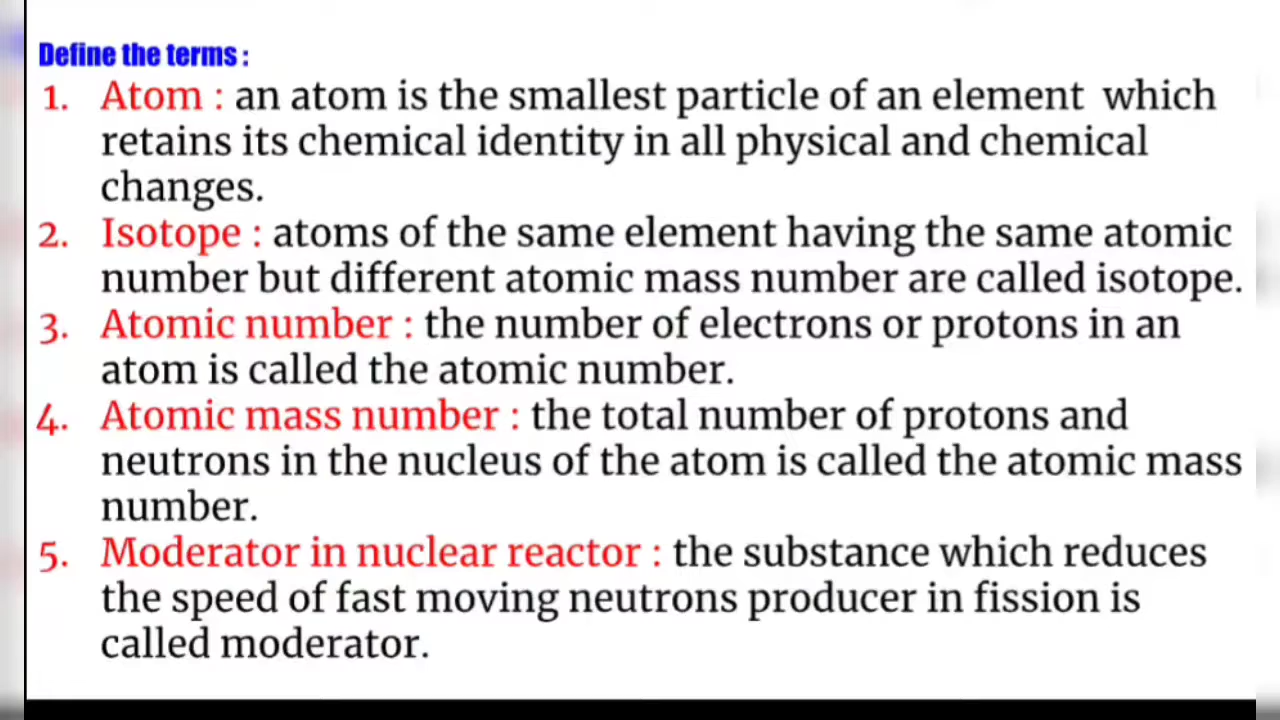 Define the terms :
1. Atom : an atom is the smallest particle of an element which
retains its chemical identity in all physical and chemical
changes.
2. Isotope : atoms of the same element having the same atomic
number but different atomic mass number are called isotope.
3. Atomic number : the number of electrons or protons in an
atom is called the atomic number.
4. Atomic mass number : the total number of protons and
neutrons in the nucleus of the atom is called the atomic mass
number.
5. Moderator in nuclear reactor : the substance which reduces
the speed of fast moving neutrons producer in fission is
called moderator.